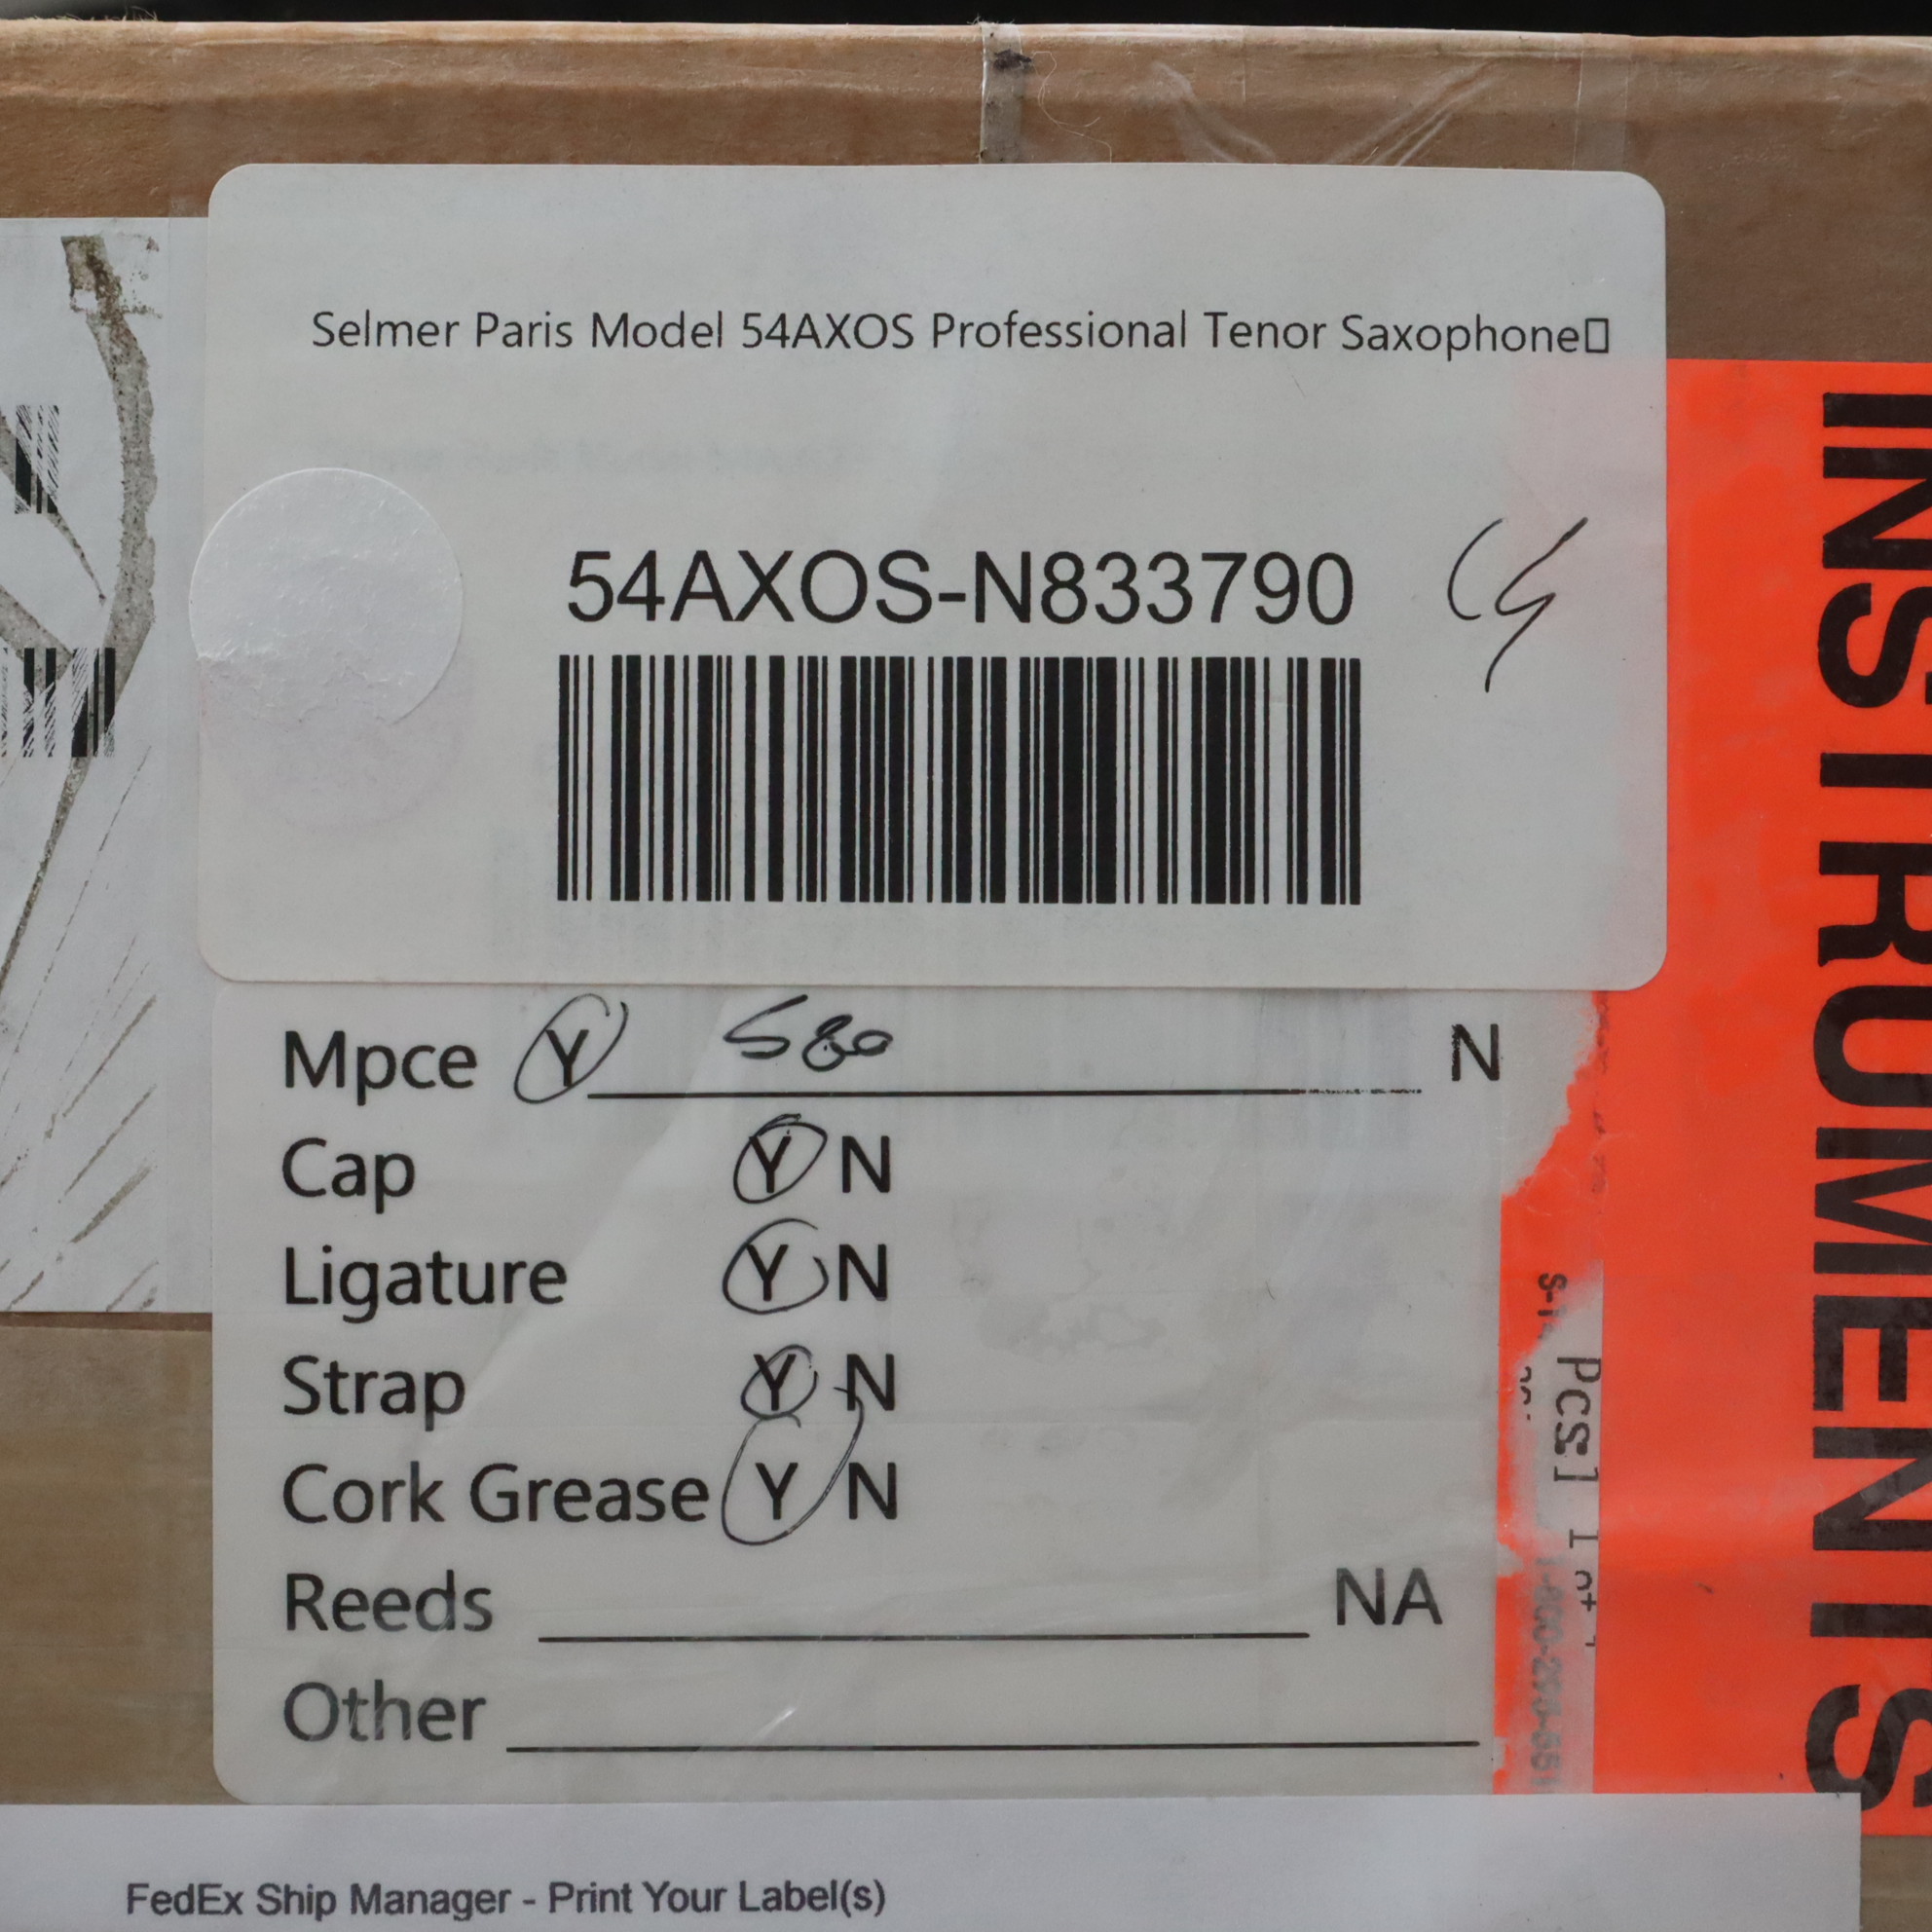 Selmer Paris Model 54AXOS Professional Tenor Saxophone
54AXOS-N833790
Mpce Y S80 N
Cap Y N
Ligature Y N
Strap Y N
Cork Grease Y N
Reeds NA
Other
INSTRUMENTS
Pcs:1
FedEx Ship Manager - Print Your Label(s)